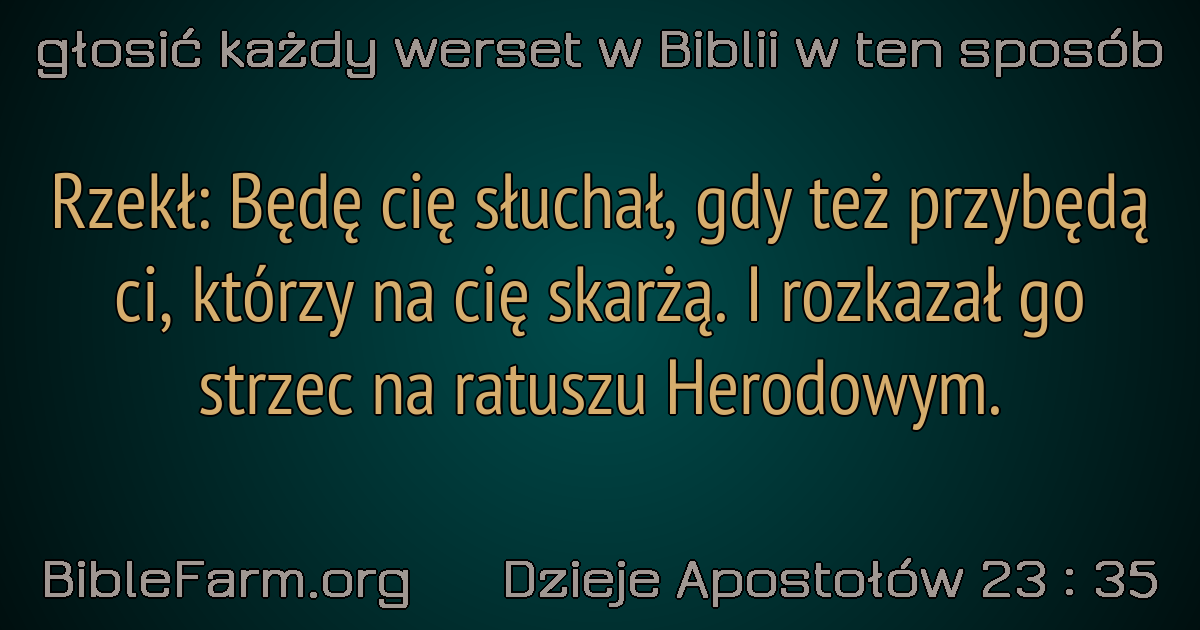 głosić każdy werset w Biblii w ten sposób
Rzekł: Będę cię słuchał, gdy też przybędą
ci, którzy na cię skarżą. I rozkazał go
strzec na ratuszu Herodowym.
BibleFarm.org
Dzieje Apostołów 23 : 35